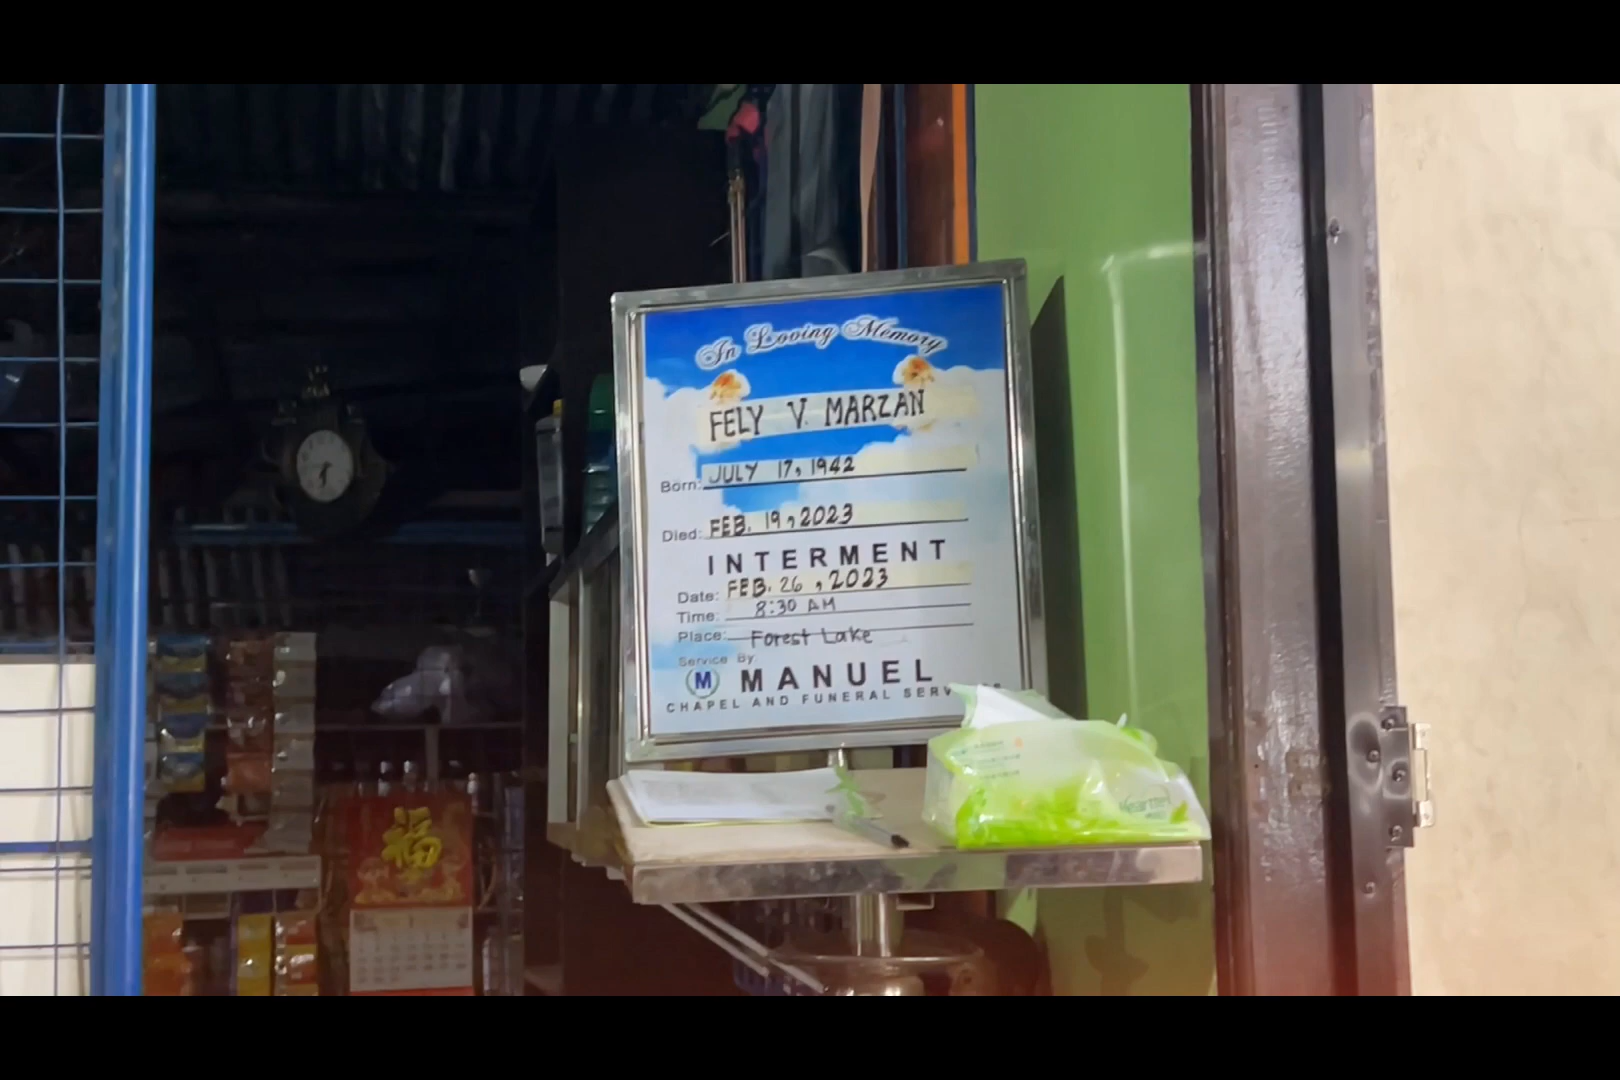 In Loving Memory
FELY V. MARZAN
Born: JULY 17, 1942
Died: FEB. 19, 2023
INTERMENT
Date: FEB. 26, 2023
Time: 8:30 AM
Place: Forest Lake
Service By:
M MANUEL
CHAPEL AND FUNERAL
福